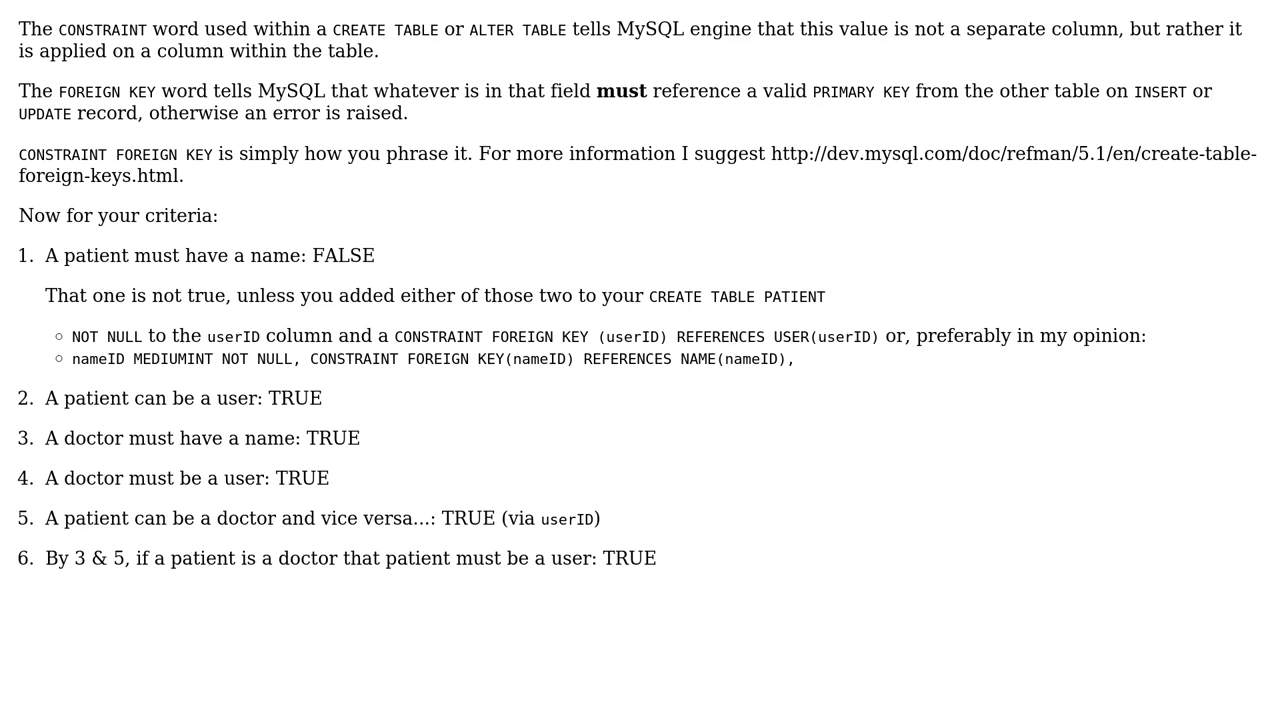 The CONSTRAINT word used within a CREATE TABLE or ALTER TABLE tells MySQL engine that this value is not a separate column, but rather it
is applied on a column within the table.
The FOREIGN KEY word tells MySQL that whatever is in that field must reference a valid PRIMARY KEY from the other table on INSERT or
UPDATE record, otherwise an error is raised.
CONSTRAINT FOREIGN KEY is simply how you phrase it. For more information I suggest http://dev.mysql.com/doc/refman/5.1/en/create-table-
foreign-keys.html.
Now for your criteria:
1. A patient must have a name: FALSE
That one is not true, unless you added either of those two to your CREATE TABLE PATIENT
◦ NOT NULL to the userID column and a CONSTRAINT FOREIGN KEY (userID) REFERENCES USER(userID) or, preferably in my opinion:
◦ nameID MEDIUMINT NOT NULL, CONSTRAINT FOREIGN KEY(nameID) REFERENCES NAME(nameID),
2. A patient can be a user: TRUE
3. A doctor must have a name: TRUE
4. A doctor must be a user: TRUE
5. A patient can be a doctor and vice versa...: TRUE (via userID)
6. By 3 & 5, if a patient is a doctor that patient must be a user: TRUE